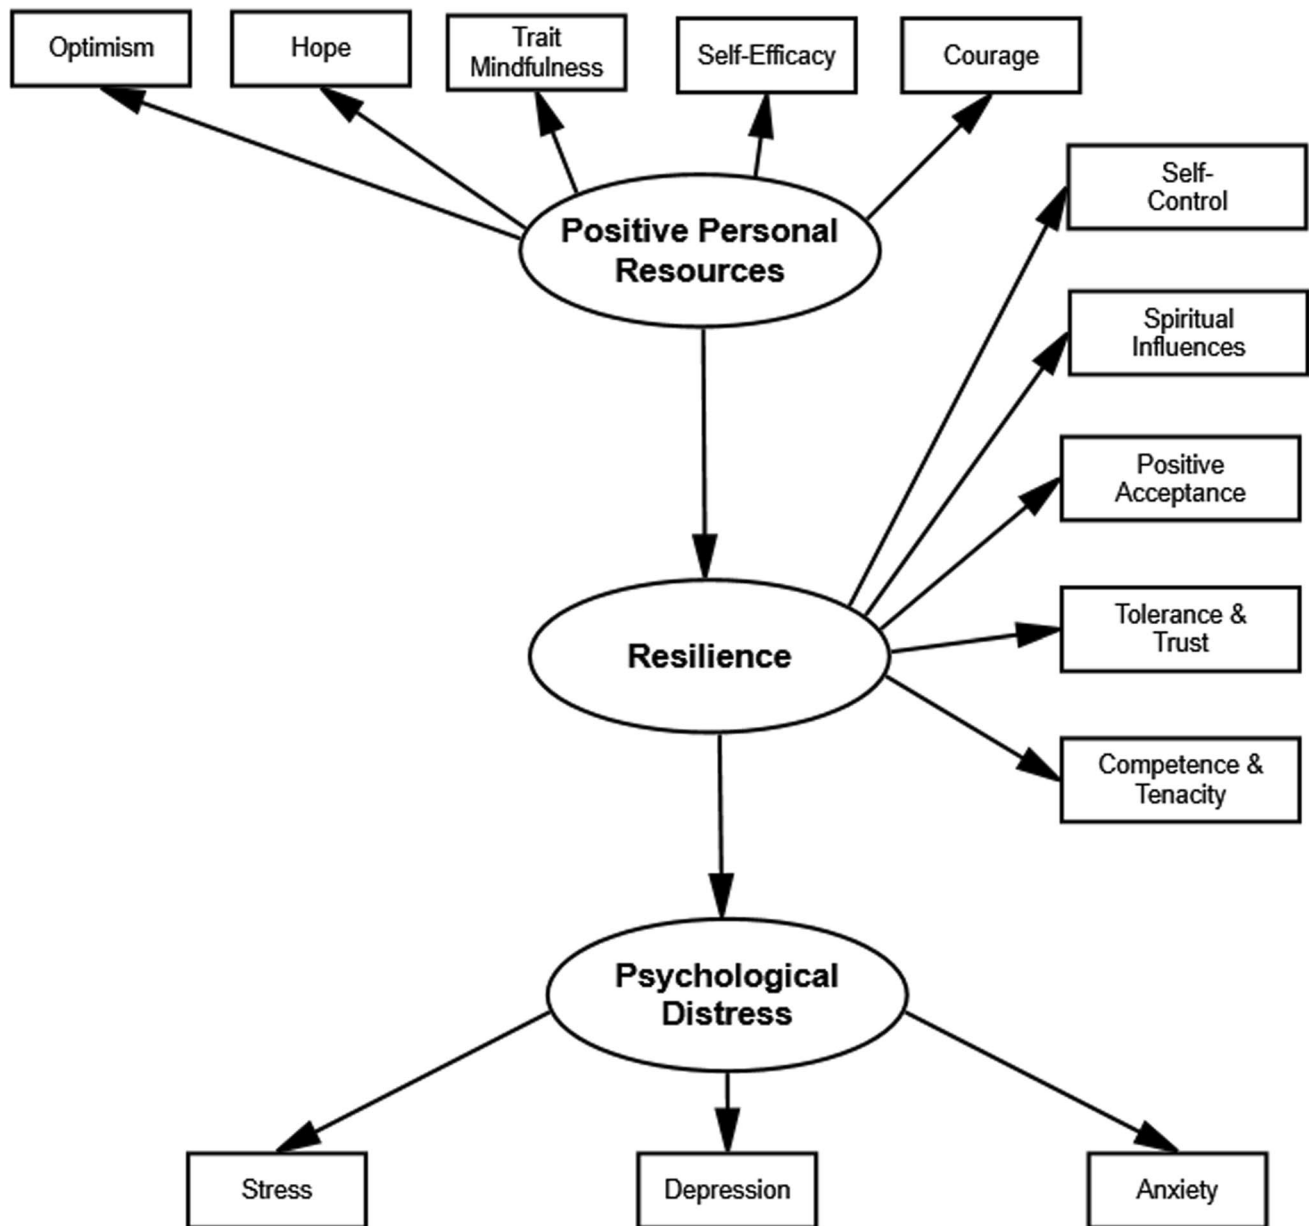 Optimism
Hope
Trait
Mindfulness
Self-Efficacy
Courage
Self-
Control
Positive Personal
Resources
Spiritual
Influences
Positive
Acceptance
Tolerance &
Trust
Resilience
Competence &
Tenacity
Psychological
Distress
Stress
Depression
Anxiety